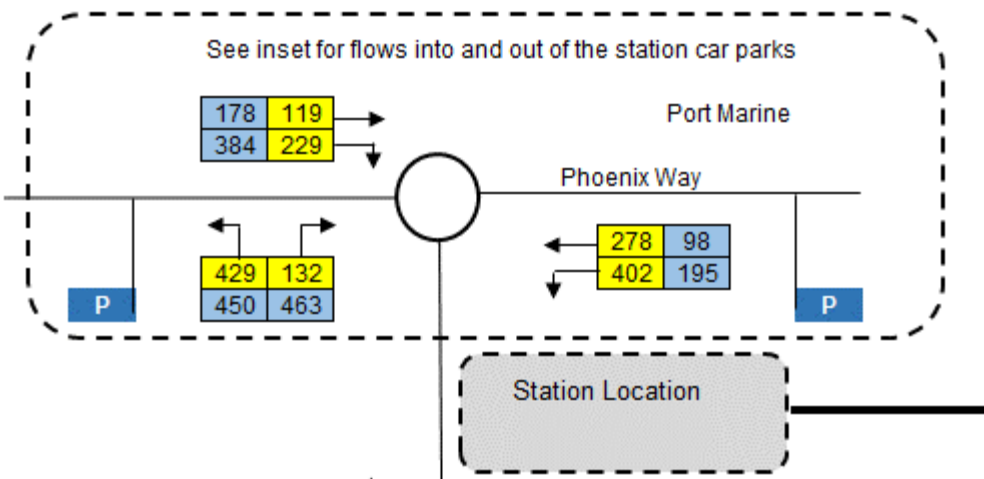 See inset for flows into and out of the station car parks
178 119
384 229
Port Marine
Phoenix Way
278 98
402 195
429 132
450 463
P
P
Station Location